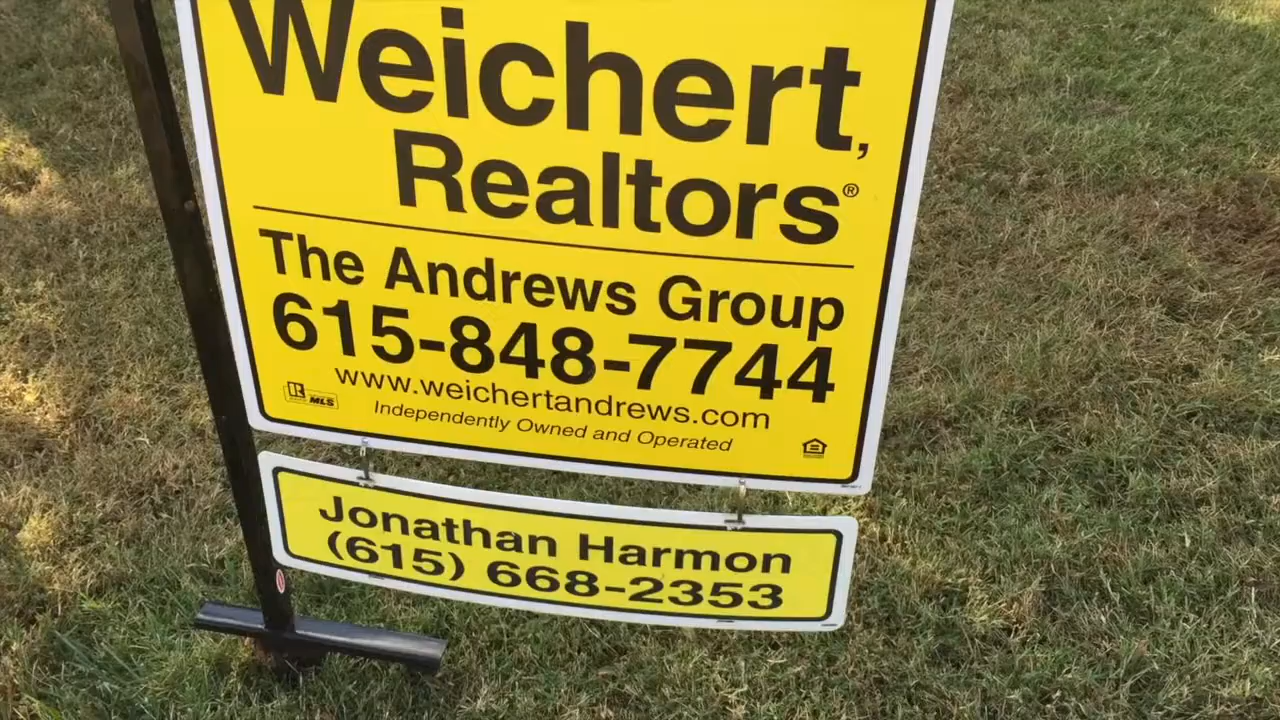 Weichert,
Realtors®
The Andrews Group
615-848-7744
www.weichertandrews.com
Independently Owned and Operated
R MLS
Jonathan Harmon
(615) 668-2353